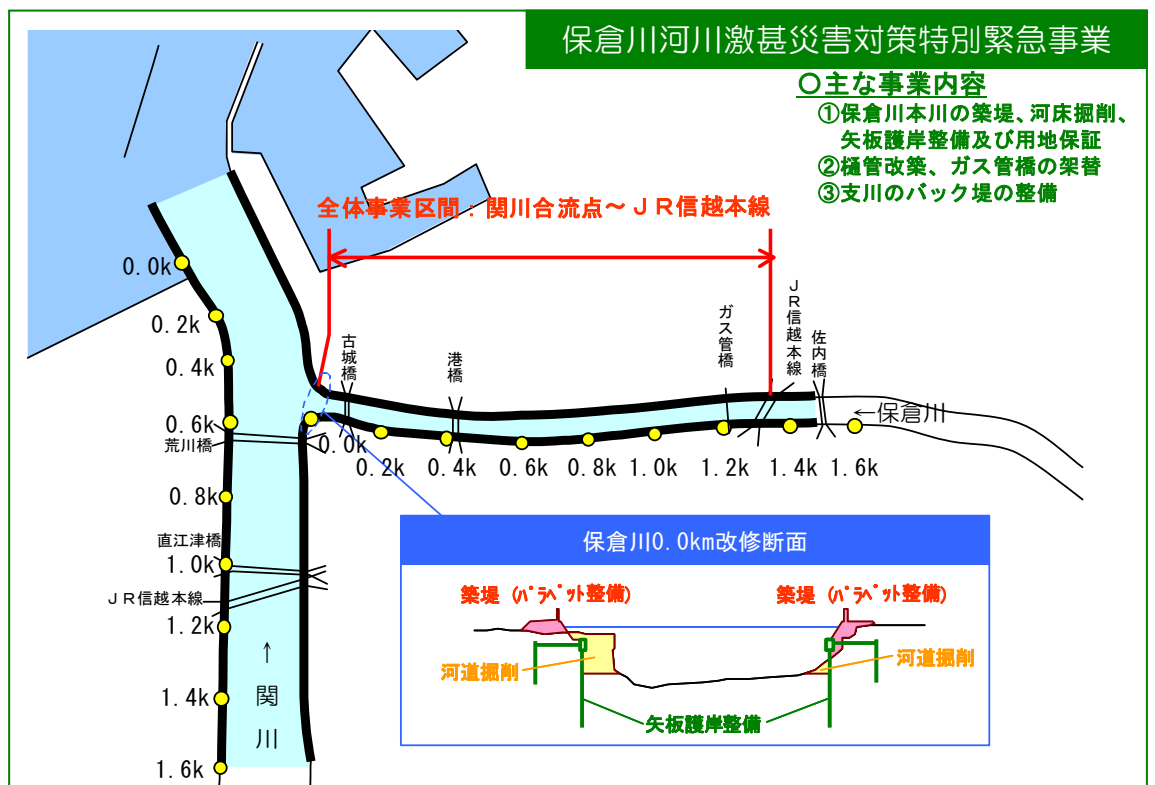 保倉川河川激甚災害対策特別緊急事業
〇主な事業内容
①保倉川本川の築堤、河床掘削、
矢板護岸整備及び用地保証
②樋管改築、ガス管橋の架替
③支川のバック堤の整備
全体事業区間：関川合流点～ＪＲ信越本線
0.0k
0.2k
0.4k
0.6k
荒川橋
0.8k
直江津橋
1.0k
ＪＲ信越本線
1.2k
1.4k
1.6k
↑関川
古城橋
港橋
ガス管橋
ＪＲ信越本線
佐内橋
←保倉川
0.0k
0.2k
0.4k
0.6k
0.8k
1.0k
1.2k
1.4k
1.6k
保倉川0.0km改修断面
築堤（ﾊﾟﾗﾍﾟｯﾄ整備）
築堤（ﾊﾟﾗﾍﾟｯﾄ整備）
河道掘削
河道掘削
矢板護岸整備